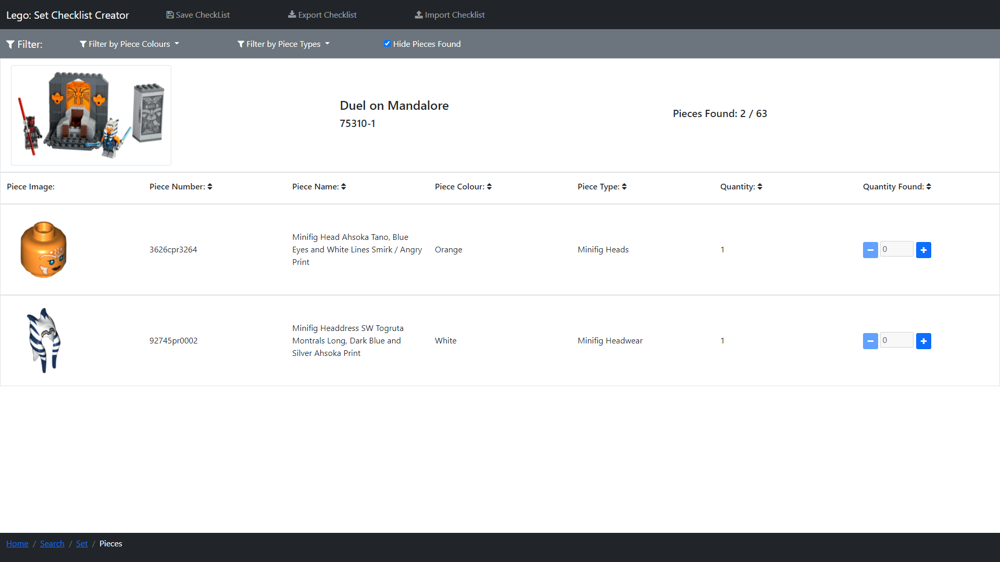 Lego: Set Checklist Creator Save CheckList Export Checklist Import Checklist
Filter: Filter by Piece Colours Filter by Piece Types Hide Pieces Found
Duel on Mandalore
75310-1
Pieces Found: 2 / 63
Piece Image: Piece Number: Piece Name: Piece Colour: Piece Type: Quantity: Quantity Found:
3626cpr3264
Minifig Head Ahsoka Tano, Blue
Eyes and White Lines Smirk / Angry
Print
Orange
Minifig Heads
1
0
92745pr0002
Minifig Headdress SW Togruta
Montrals Long, Dark Blue and
Silver Ahsoka Print
White
Minifig Headwear
1
0
Home / Search / Set / Pieces